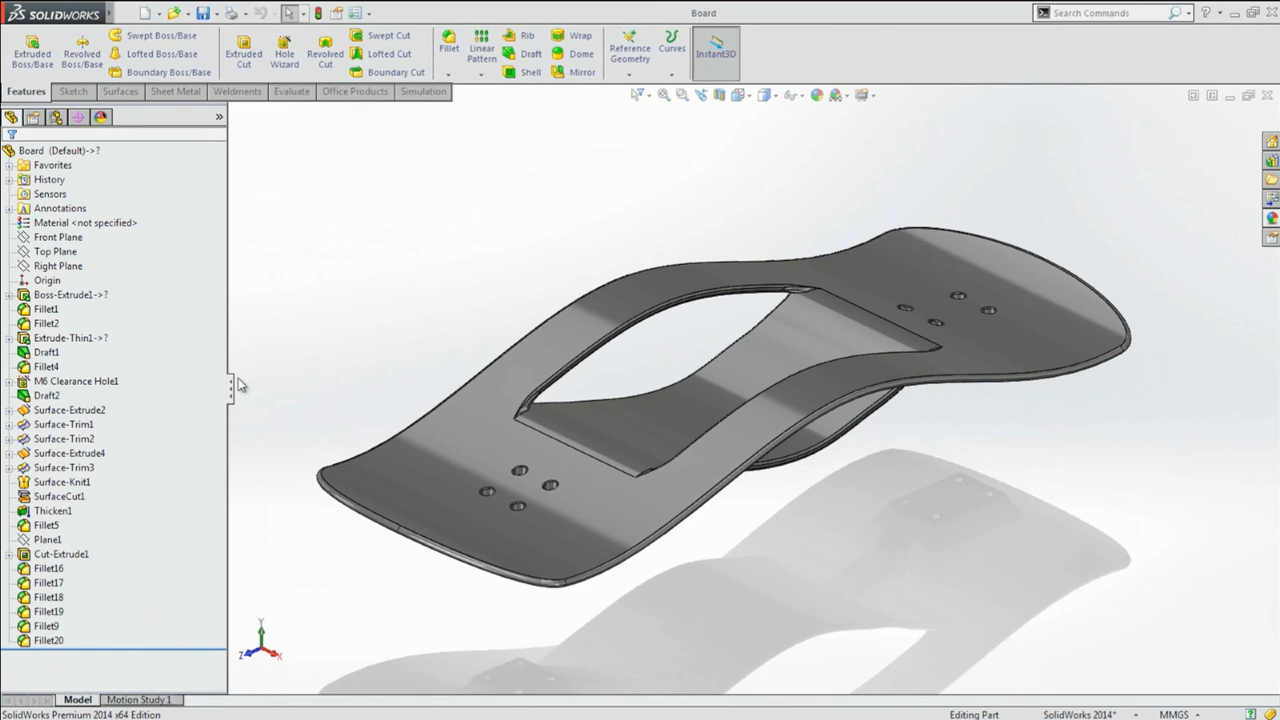 SOLIDWORKS
Board
Search Commands
Extruded Boss/Base
Revolved Boss/Base
Swept Boss/Base
Lofted Boss/Base
Boundary Boss/Base
Extruded Cut
Hole Wizard
Revolved Cut
Swept Cut
Lofted Cut
Boundary Cut
Fillet
Linear Pattern
Rib
Draft
Shell
Wrap
Dome
Mirror
Reference Geometry
Curves
Instant3D
Features
Sketch
Surfaces
Sheet Metal
Weldments
Evaluate
Office Products
Simulation
Board (Default)->?
Favorites
History
Sensors
Annotations
Material <not specified>
Front Plane
Top Plane
Right Plane
Origin
Boss-Extrude1->?
Fillet1
Fillet2
Extrude-Thin1->?
Draft1
Fillet4
M6 Clearance Hole1
Draft2
Surface-Extrude2
Surface-Trim1
Surface-Trim2
Surface-Extrude4
Surface-Trim3
Surface-Knit1
SurfaceCut1
Thicken1
Fillet5
Plane1
Cut-Extrude1
Fillet16
Fillet17
Fillet18
Fillet19
Fillet9
Fillet20
Y
Z
X
Model
Motion Study 1
SolidWorks Premium 2014 x64 Edition
Editing Part
SolidWorks 2014*
MMGS